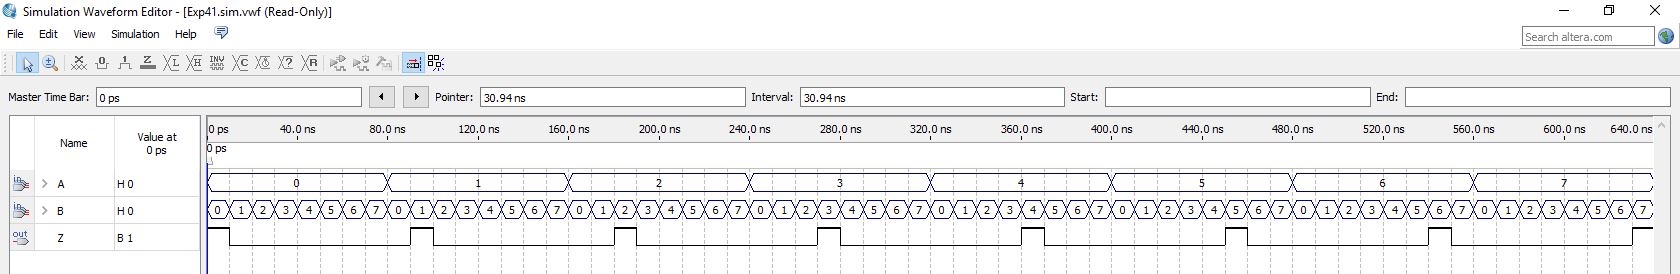 Simulation Waveform Editor - [Exp41.sim.vwf (Read-Only)]
File Edit View Simulation Help
Search altera.com
Master Time Bar: 0 ps Pointer: 30.94 ns Interval: 30.94 ns Start: End:
Name Value at 0 ps
0 ps 40.0 ns 80.0 ns 120.0 ns 160.0 ns 200.0 ns 240.0 ns 280.0 ns 320.0 ns 360.0 ns 400.0 ns 440.0 ns 480.0 ns 520.0 ns 560.0 ns 600.0 ns 640.0 ns
0 ps
in A H 0 0 1 2 3 4 5 6 7
in B H 0 0 1 2 3 4 5 6 7 0 1 2 3 4 5 6 7 0 1 2 3 4 5 6 7 0 1 2 3 4 5 6 7 0 1 2 3 4 5 6 7 0 1 2 3 4 5 6 7 0 1 2 3 4 5 6 7 0 1 2 3 4 5 6 7
out Z B 1